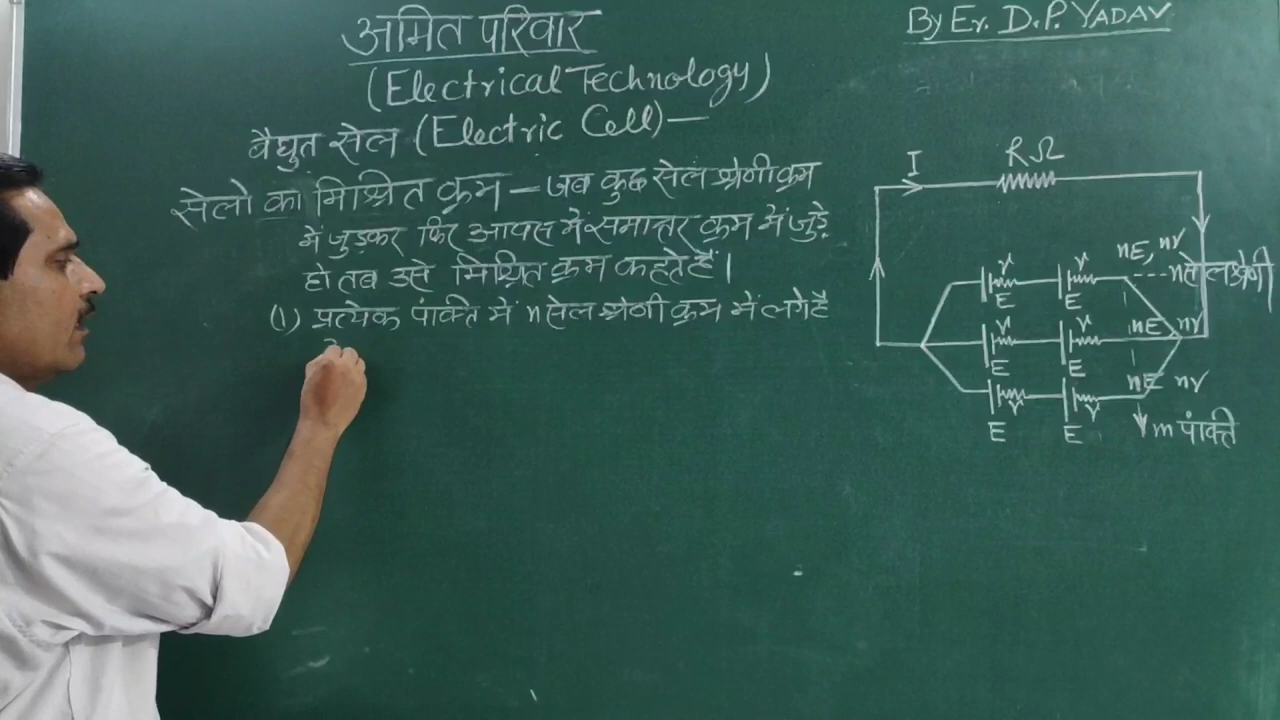 अमित परिवार
By Er. D.P. YADAV
(Electrical Technology)
वैद्युत सेल (Electric Cell)—
सेलो का मिश्रित क्रम – जब कुछ सेल श्रेणी क्रम
में जुड़कर फिर आपस में समान्तर क्रम में जुड़े
हो तब उसे मिश्रित क्रम कहते हैं।
(1) प्रत्येक पंक्ति में n सेल श्रेणी क्रम में लगे है
I
RΩ
nE, nr
r r
--- n सेल श्रेणी
E E
r r nE nr
E E
nE nr
r r
E E
m पंक्ति